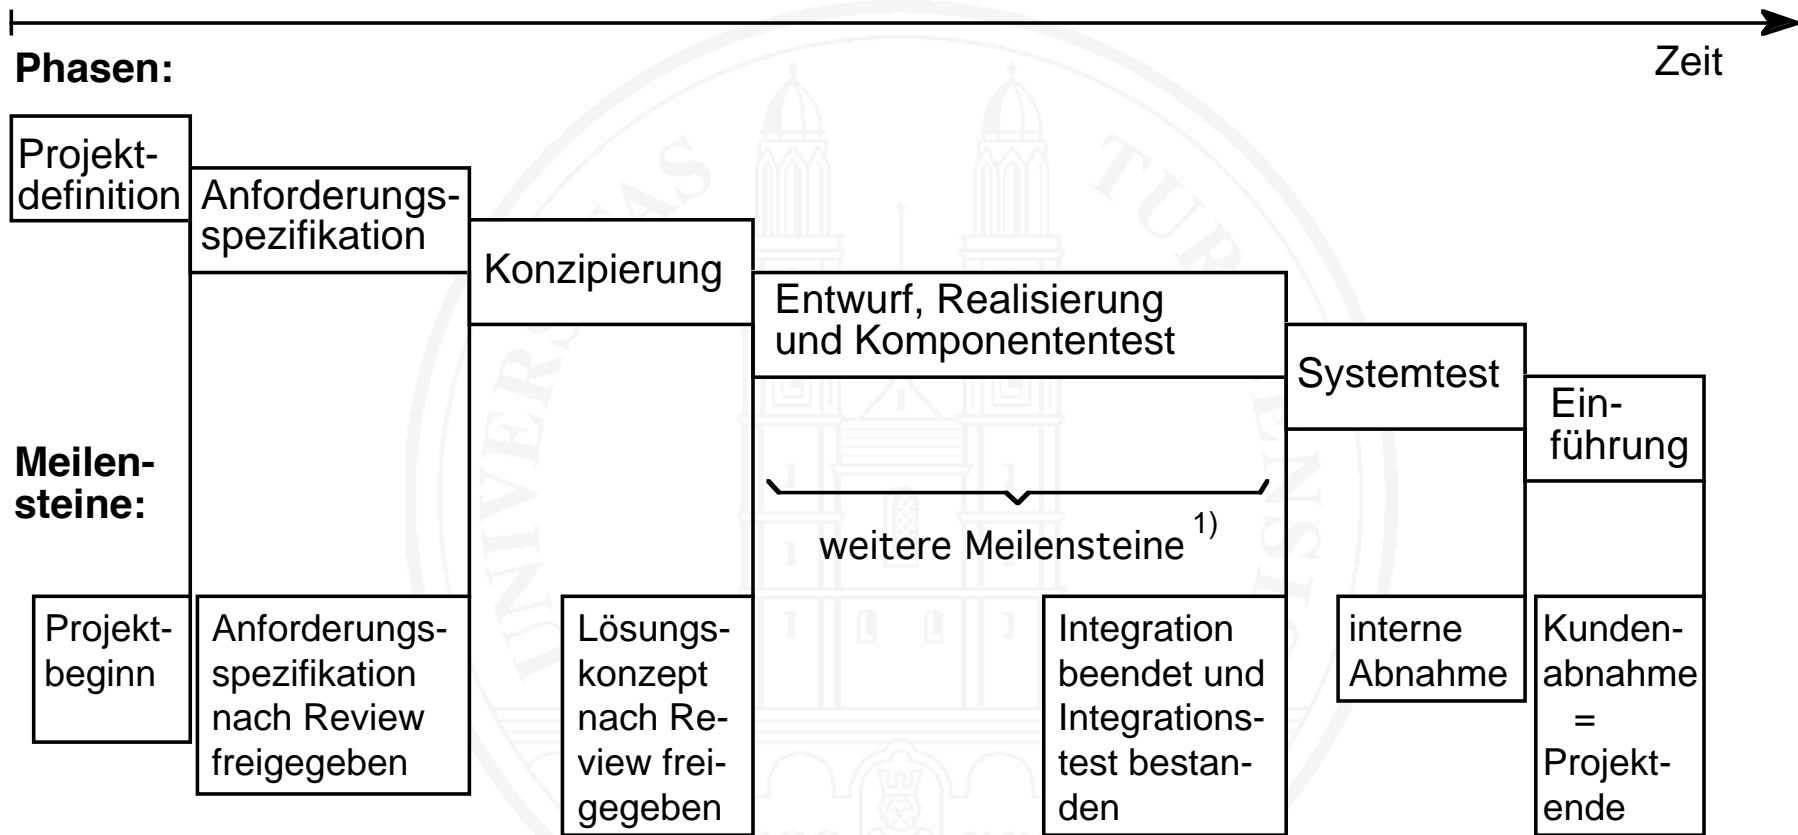 Zeit
Phasen:
Projekt-
definition
Anforderungs-
spezifikation
Konzipierung
Entwurf, Realisierung
und Komponententest
Systemtest
Ein-
führung
Meilen-
steine:
weitere Meilensteine 1)
Projekt-
beginn
Anforderungs-
spezifikation
nach Review
freigegeben
Lösungs-
konzept
nach Re-
view frei-
gegeben
Integration
beendet und
Integrations-
test bestan-
den
interne
Abnahme
Kunden-
abnahme
=
Projekt-
ende